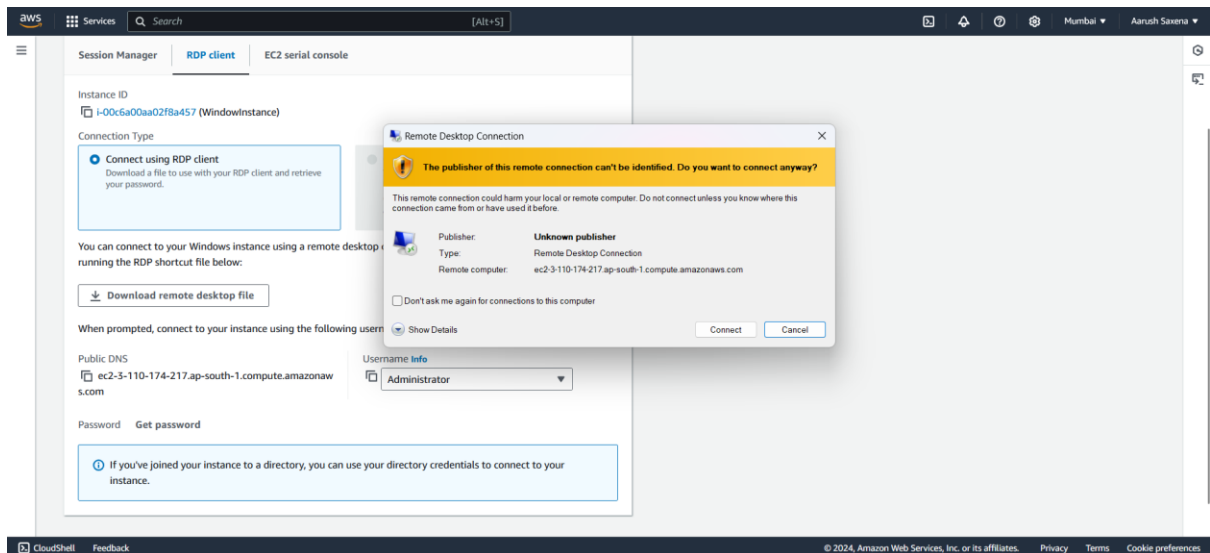 aws
Services
Search
[Alt+S]
Mumbai
Aarush Saxena
Session Manager
RDP client
EC2 serial console
Instance ID
i-00c6a00aa02f8a457 (WindowInstance)
Connection Type
Connect using RDP client
Download a file to use with your RDP client and retrieve
your password.
You can connect to your Windows instance using a remote desktop
running the RDP shortcut file below:
Download remote desktop file
When prompted, connect to your instance using the following usern
Public DNS
ec2-3-110-174-217.ap-south-1.compute.amazonaw
s.com
Username Info
Administrator
Password Get password
If you've joined your instance to a directory, you can use your directory credentials to connect to your
instance.
Remote Desktop Connection
The publisher of this remote connection can't be identified. Do you want to connect anyway?
This remote connection could harm your local or remote computer. Do not connect unless you know where this
connection came from or have used it before.
Publisher: Unknown publisher
Type: Remote Desktop Connection
Remote computer: ec2-3-110-174-217.ap-south-1.compute.amazonaws.com
Don't ask me again for connections to this computer
Show Details
Connect
Cancel
CloudShell
Feedback
© 2024, Amazon Web Services, Inc. or its affiliates.
Privacy
Terms
Cookie preferences